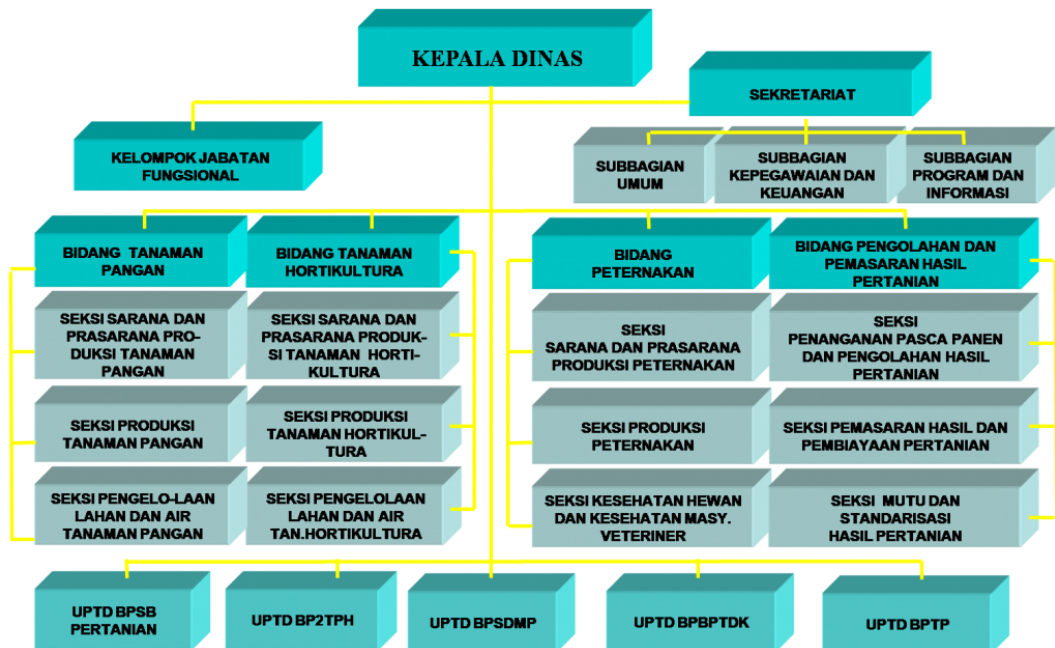 KEPALA DINAS
SEKRETARIAT
KELOMPOK JABATAN
FUNGSIONAL
SUBBAGIAN
UMUM
SUBBAGIAN
KEPEGAWAIAN DAN
KEUANGAN
SUBBAGIAN
PROGRAM DAN
INFORMASI
BIDANG TANAMAN
PANGAN
BIDANG TANAMAN
HORTIKULTURA
BIDANG
PETERNAKAN
BIDANG PENGOLAHAN DAN
PEMASARAN HASIL
PERTANIAN
SEKSI SARANA DAN
PRASARANA PRO-
DUKSI TANAMAN
PANGAN
SEKSI SARANA DAN
PRASARANA PRODUK-
SI TANAMAN HORTI-
KULTURA
SEKSI
SARANA DAN PRASARANA
PRODUKSI PETERNAKAN
SEKSI
PENANGANAN PASCA PANEN
DAN PENGOLAHAN HASIL
PERTANIAN
SEKSI PRODUKSI
TANAMAN PANGAN
SEKSI PRODUKSI
TANAMAN HORTIKUL-
TURA
SEKSI PRODUKSI
PETERNAKAN
SEKSI PEMASARAN HASIL DAN
PEMBIAYAAN PERTANIAN
SEKSI PENGELO-LAAN
LAHAN DAN AIR
TANAMAN PANGAN
SEKSI PENGELOLAAN
LAHAN DAN AIR
TAN.HORTIKULTURA
SEKSI KESEHATAN HEWAN
DAN KESEHATAN MASY.
VETERINER
SEKSI MUTU DAN
STANDARISASI
HASIL PERTANIAN
UPTD BPSB
PERTANIAN
UPTD BP2TPH
UPTD BPSDMP
UPTD BPBPTDK
UPTD BPTP